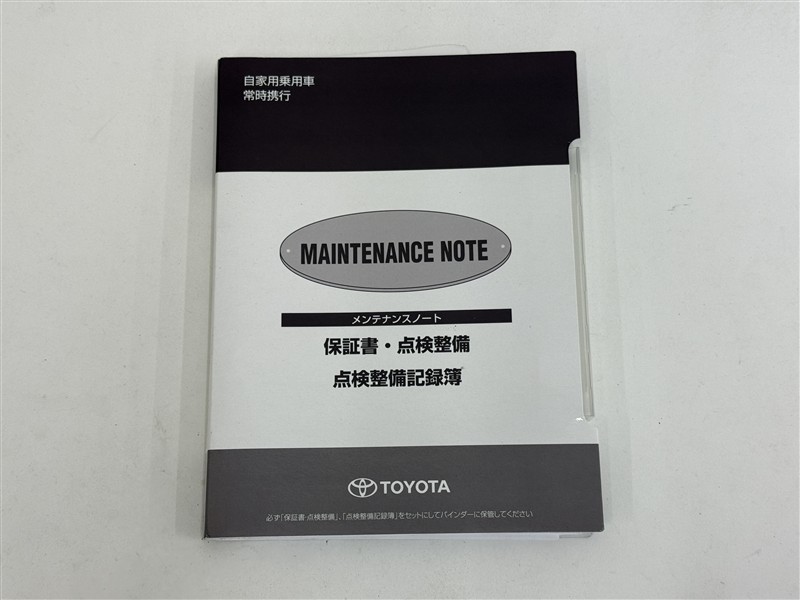 自家用乗用車
常時携行
MAINTENANCE NOTE
メンテナンスノート
保証書・点検整備
点検整備記録簿
TOYOTA
必ず「保証書・点検整備」、「点検整備記録簿」をセットにしてバインダーに保管してください